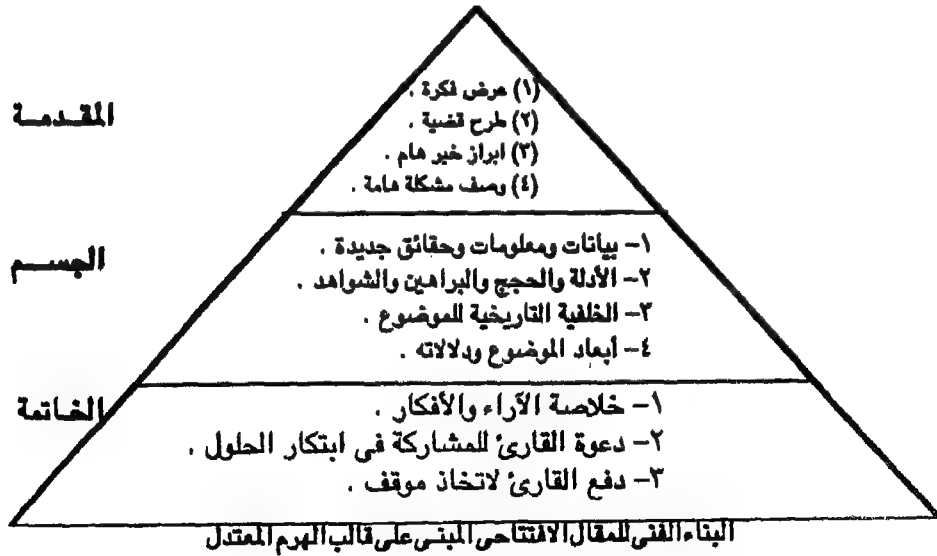 المقدمة
(١) عرض فكرة .
(٢) طرح قضية .
(٣) ابراز خبر هام .
(٤) وصف مشكلة هامة .
الجسم
١– بيانات ومعلومات وحقائق جديدة .
٢– الأدلة والحجج والبراهين والشواهد .
٣– الخلفية التاريخية للموضوع .
٤– أبعاد الموضوع ودلالاته .
الخاتمة
١– خلاصة الآراء والأفكار .
٢– دعوة القارئ للمشاركة فى ابتكار الحلول .
٣– دفع القارئ لاتخاذ موقف .
البناء الفنى للمقال الافتتاحى المبنى على قالب الهرم المعتدل